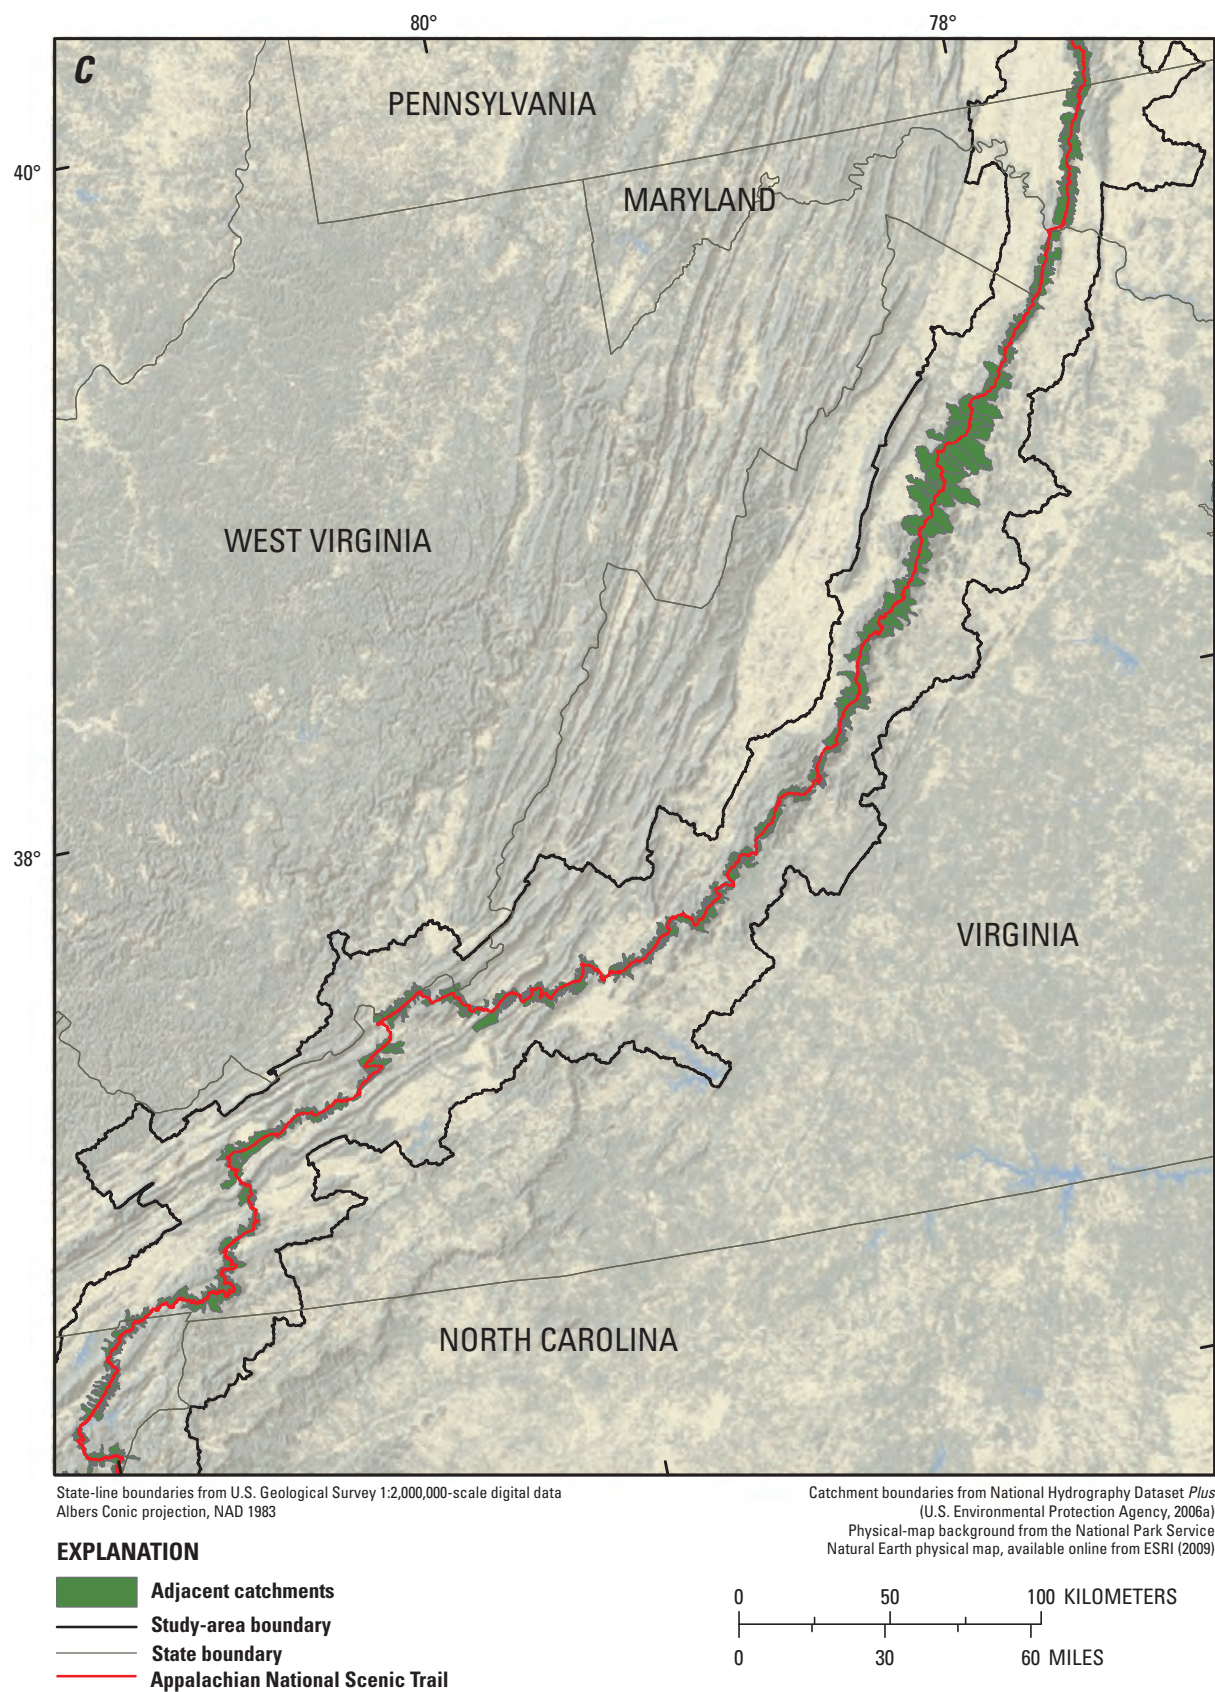 80°
78°
C
PENNSYLVANIA
40°
MARYLAND
WEST VIRGINIA
38°
VIRGINIA
NORTH CAROLINA
State-line boundaries from U.S. Geological Survey 1:2,000,000-scale digital data
Albers Conic projection, NAD 1983
Catchment boundaries from National Hydrography Dataset Plus
(U.S. Environmental Protection Agency, 2006a)
Physical-map background from the National Park Service
Natural Earth physical map, available online from ESRI (2009)
EXPLANATION
Adjacent catchments
Study-area boundary
State boundary
Appalachian National Scenic Trail
0 50 100 KILOMETERS
0 30 60 MILES